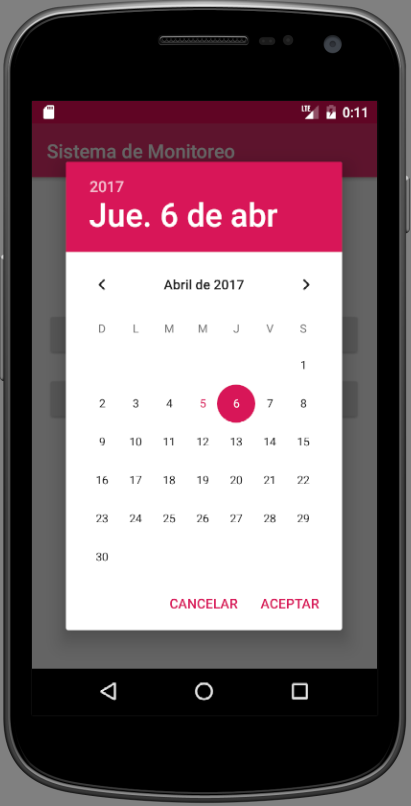 LTE 0:11
Sistema de Monitoreo
2017
Jue. 6 de abr
Abril de 2017
D L M M J V S
1
2 3 4 5 6 7 8
9 10 11 12 13 14 15
16 17 18 19 20 21 22
23 24 25 26 27 28 29
30
CANCELAR ACEPTAR